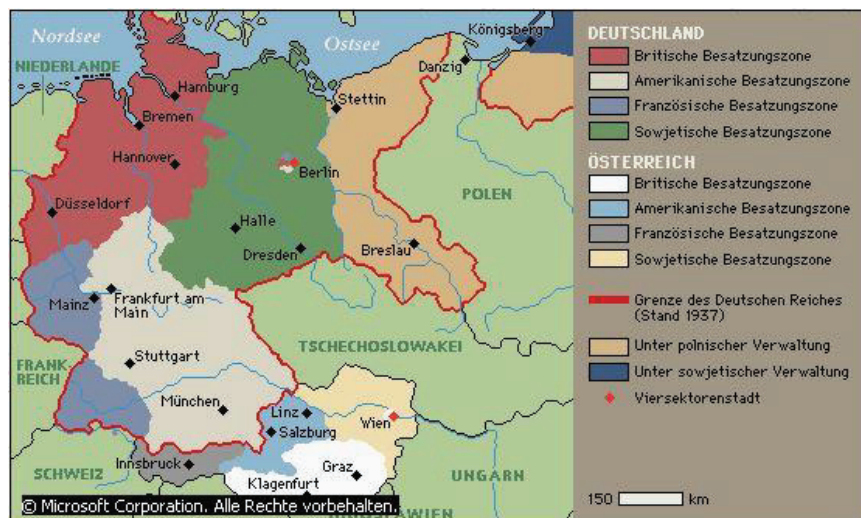 Nordsee
Ostsee
Königsberg
NIEDERLANDE
Hamburg
Danzig
Stettin
Bremen
Hannover
Berlin
POLEN
Düsseldorf
Halle
Dresden
Breslau
Mainz
Frankfurt am
Main
TSCHECHOSLOWAKEI
FRANK-
REICH
Stuttgart
München
Linz
Wien
Salzburg
SCHWEIZ
Innsbruck
Graz
UNGARN
Klagenfurt
© Microsoft Corporation. Alle Rechte vorbehalten.
DEUTSCHLAND
Britische Besatzungszone
Amerikanische Besatzungszone
Französische Besatzungszone
Sowjetische Besatzungszone
ÖSTERREICH
Britische Besatzungszone
Amerikanische Besatzungszone
Französische Besatzungszone
Sowjetische Besatzungszone
Grenze des Deutschen Reiches
(Stand 1937)
Unter polnischer Verwaltung
Unter sowjetischer Verwaltung
Viersektorenstadt
150 km